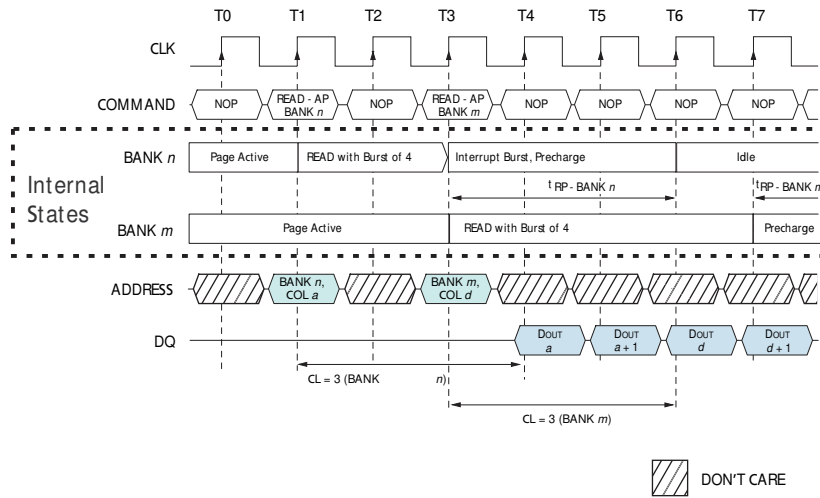 T0 T1 T2 T3 T4 T5 T6 T7
CLK
COMMAND NOP READ - AP BANK n NOP READ - AP BANK m NOP NOP NOP NOP
Internal States
BANK n Page Active READ with Burst of 4 Interrupt Burst, Precharge Idle
tRP - BANK n tRP - BANK m
BANK m Page Active READ with Burst of 4 Precharge
ADDRESS BANK n, COL a BANK m, COL d
DQ DOUT a DOUT a + 1 DOUT d DOUT d + 1
CL = 3 (BANK n)
CL = 3 (BANK m)
DON'T CARE